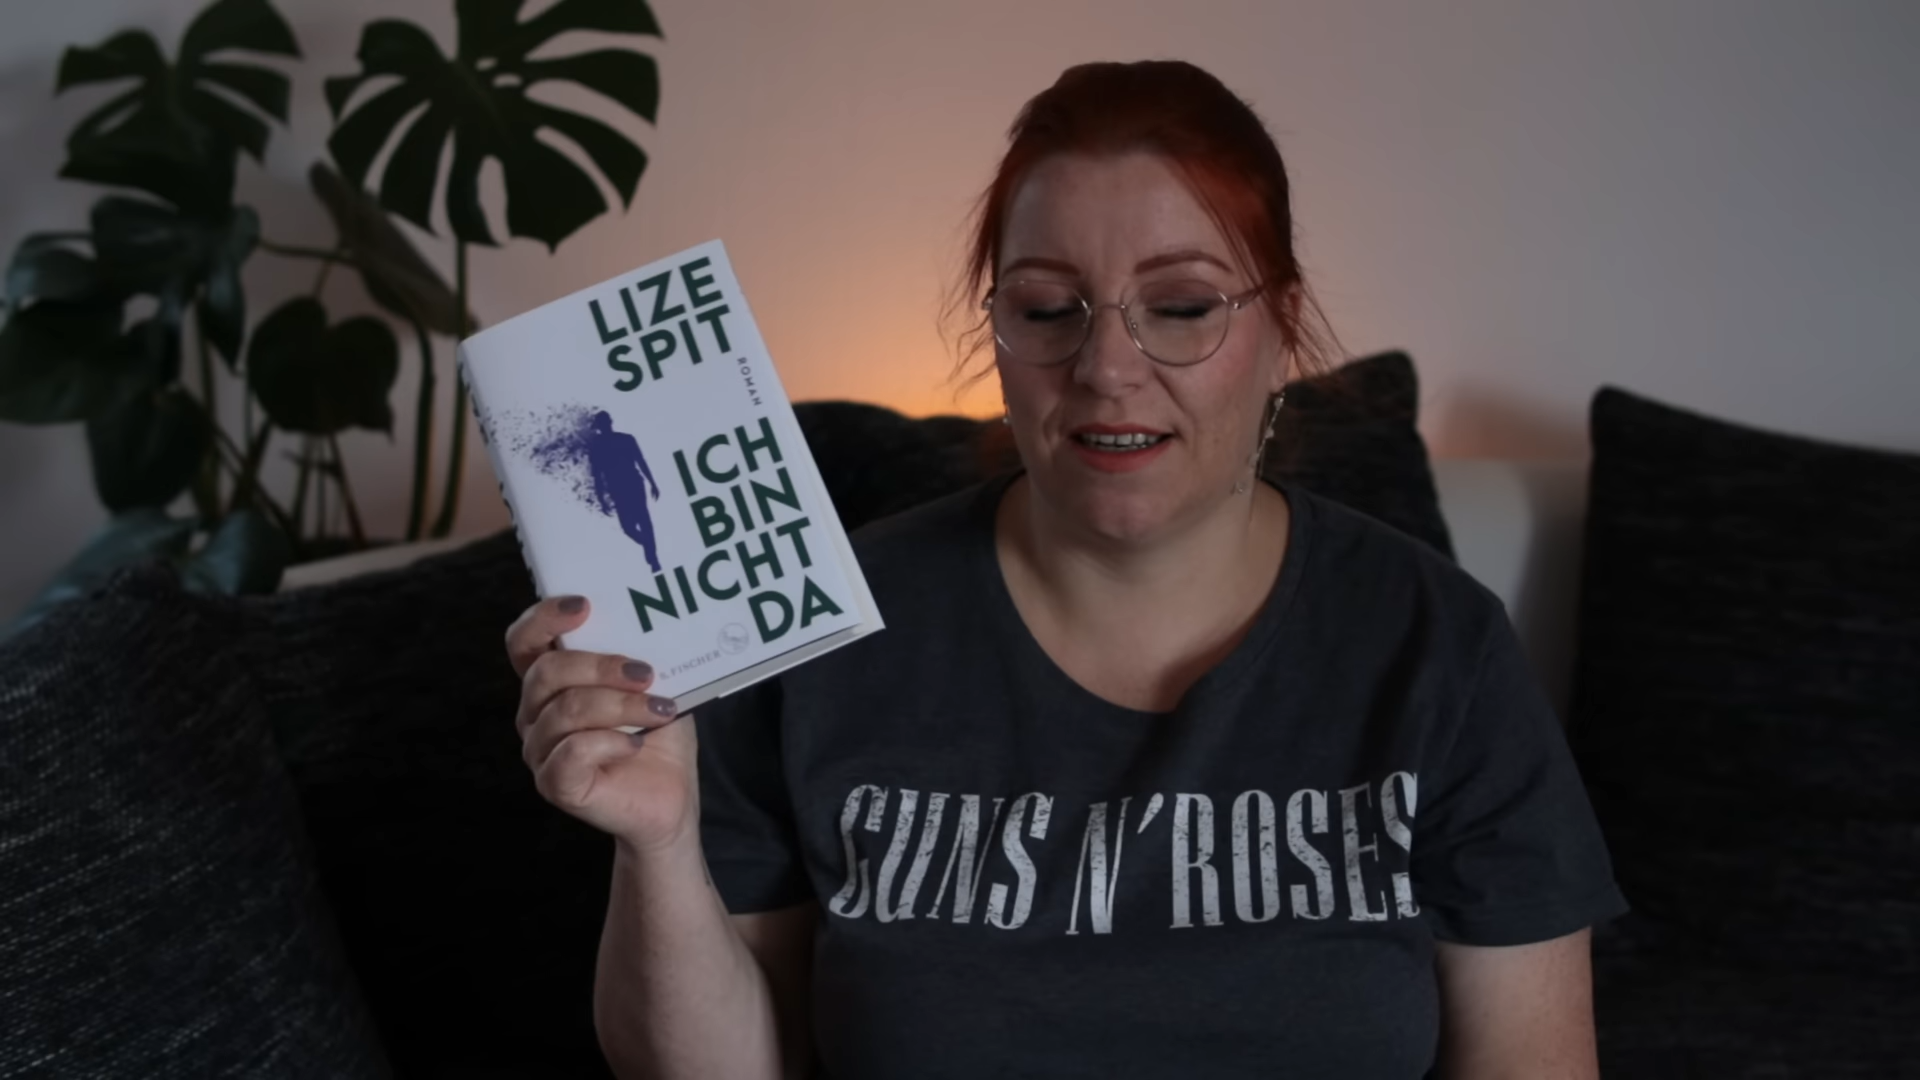 LIZE
SPIT
ROMAN
ICH
BIN
NICHT
DA
S. FISCHER
GUNS N'ROSES